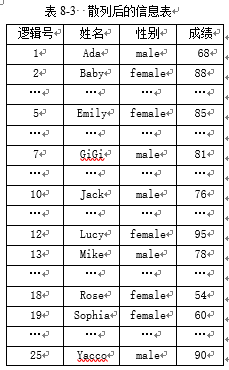 表 8-3 散列后的信息表
逻辑号 姓名 性别 成绩
1 Ada male 68
2 Baby female 88
… … … …
5 Emily female 85
… … … …
7 GiGi male 81
… … … …
10 Jack male 76
… … … …
12 Lucy female 95
13 Mike male 78
… … … …
18 Rose female 54
19 Sophia female 60
… … … …
25 Yacco male 90